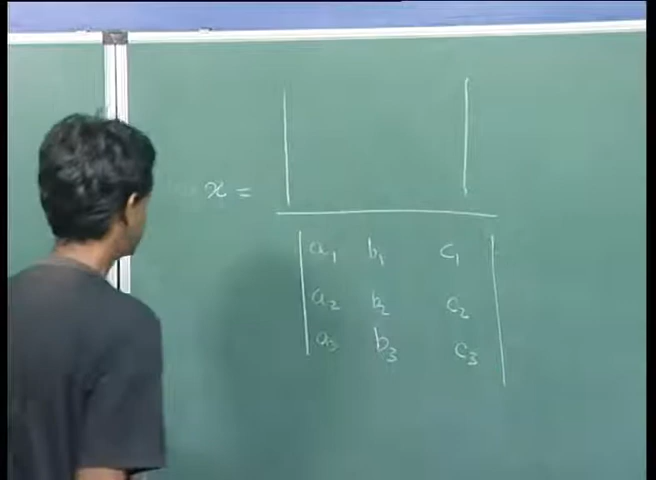 x =
a₁ b₁ c₁
a₂ b₂ c₂
a₃ b₃ c₃